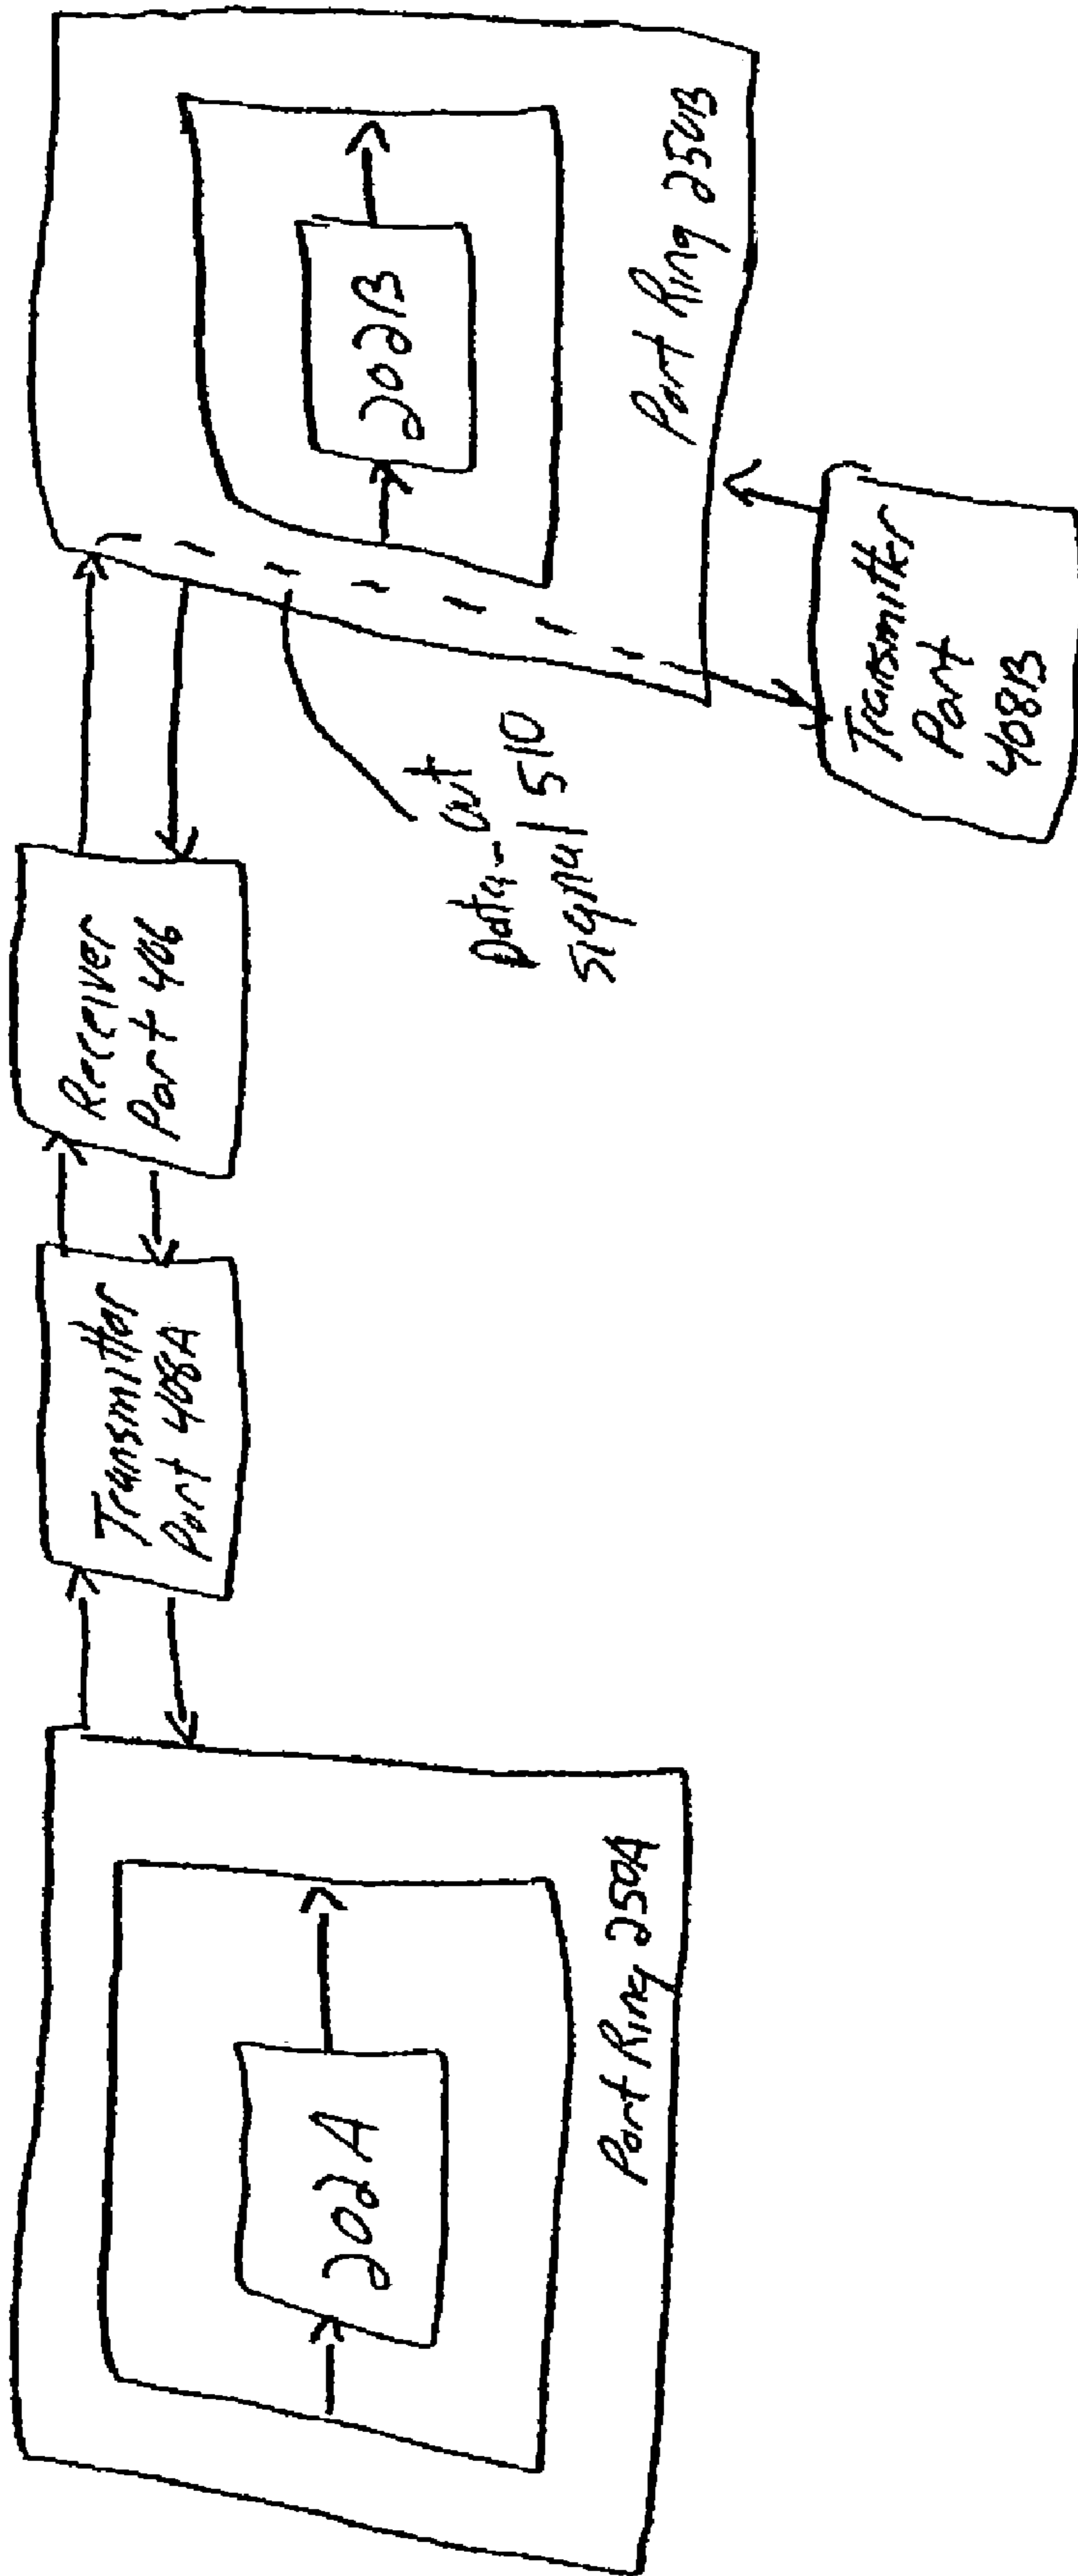 202A
Port Ring 250A
Transmitter
Port 408A
Receiver
Port 406
Data-out
signal 510
202B
Port Ring 250B
Transmitter
Port
408B